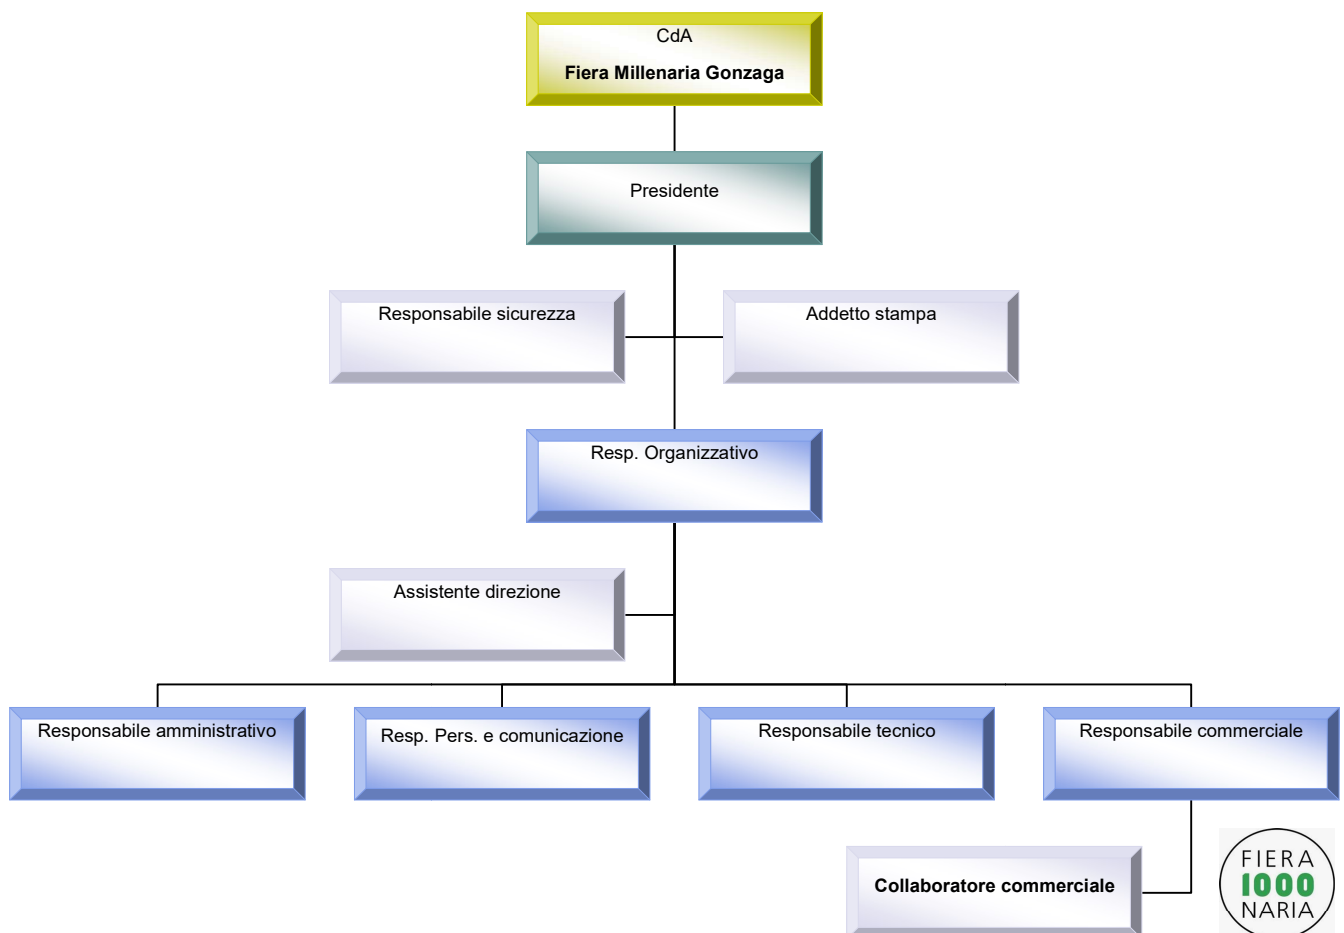 CdA
Fiera Millenaria Gonzaga
Presidente
Responsabile sicurezza
Addetto stampa
Resp. Organizzativo
Assistente direzione
Responsabile amministrativo
Resp. Pers. e comunicazione
Responsabile tecnico
Responsabile commerciale
Collaboratore commerciale
FIERA
1000
NARIA